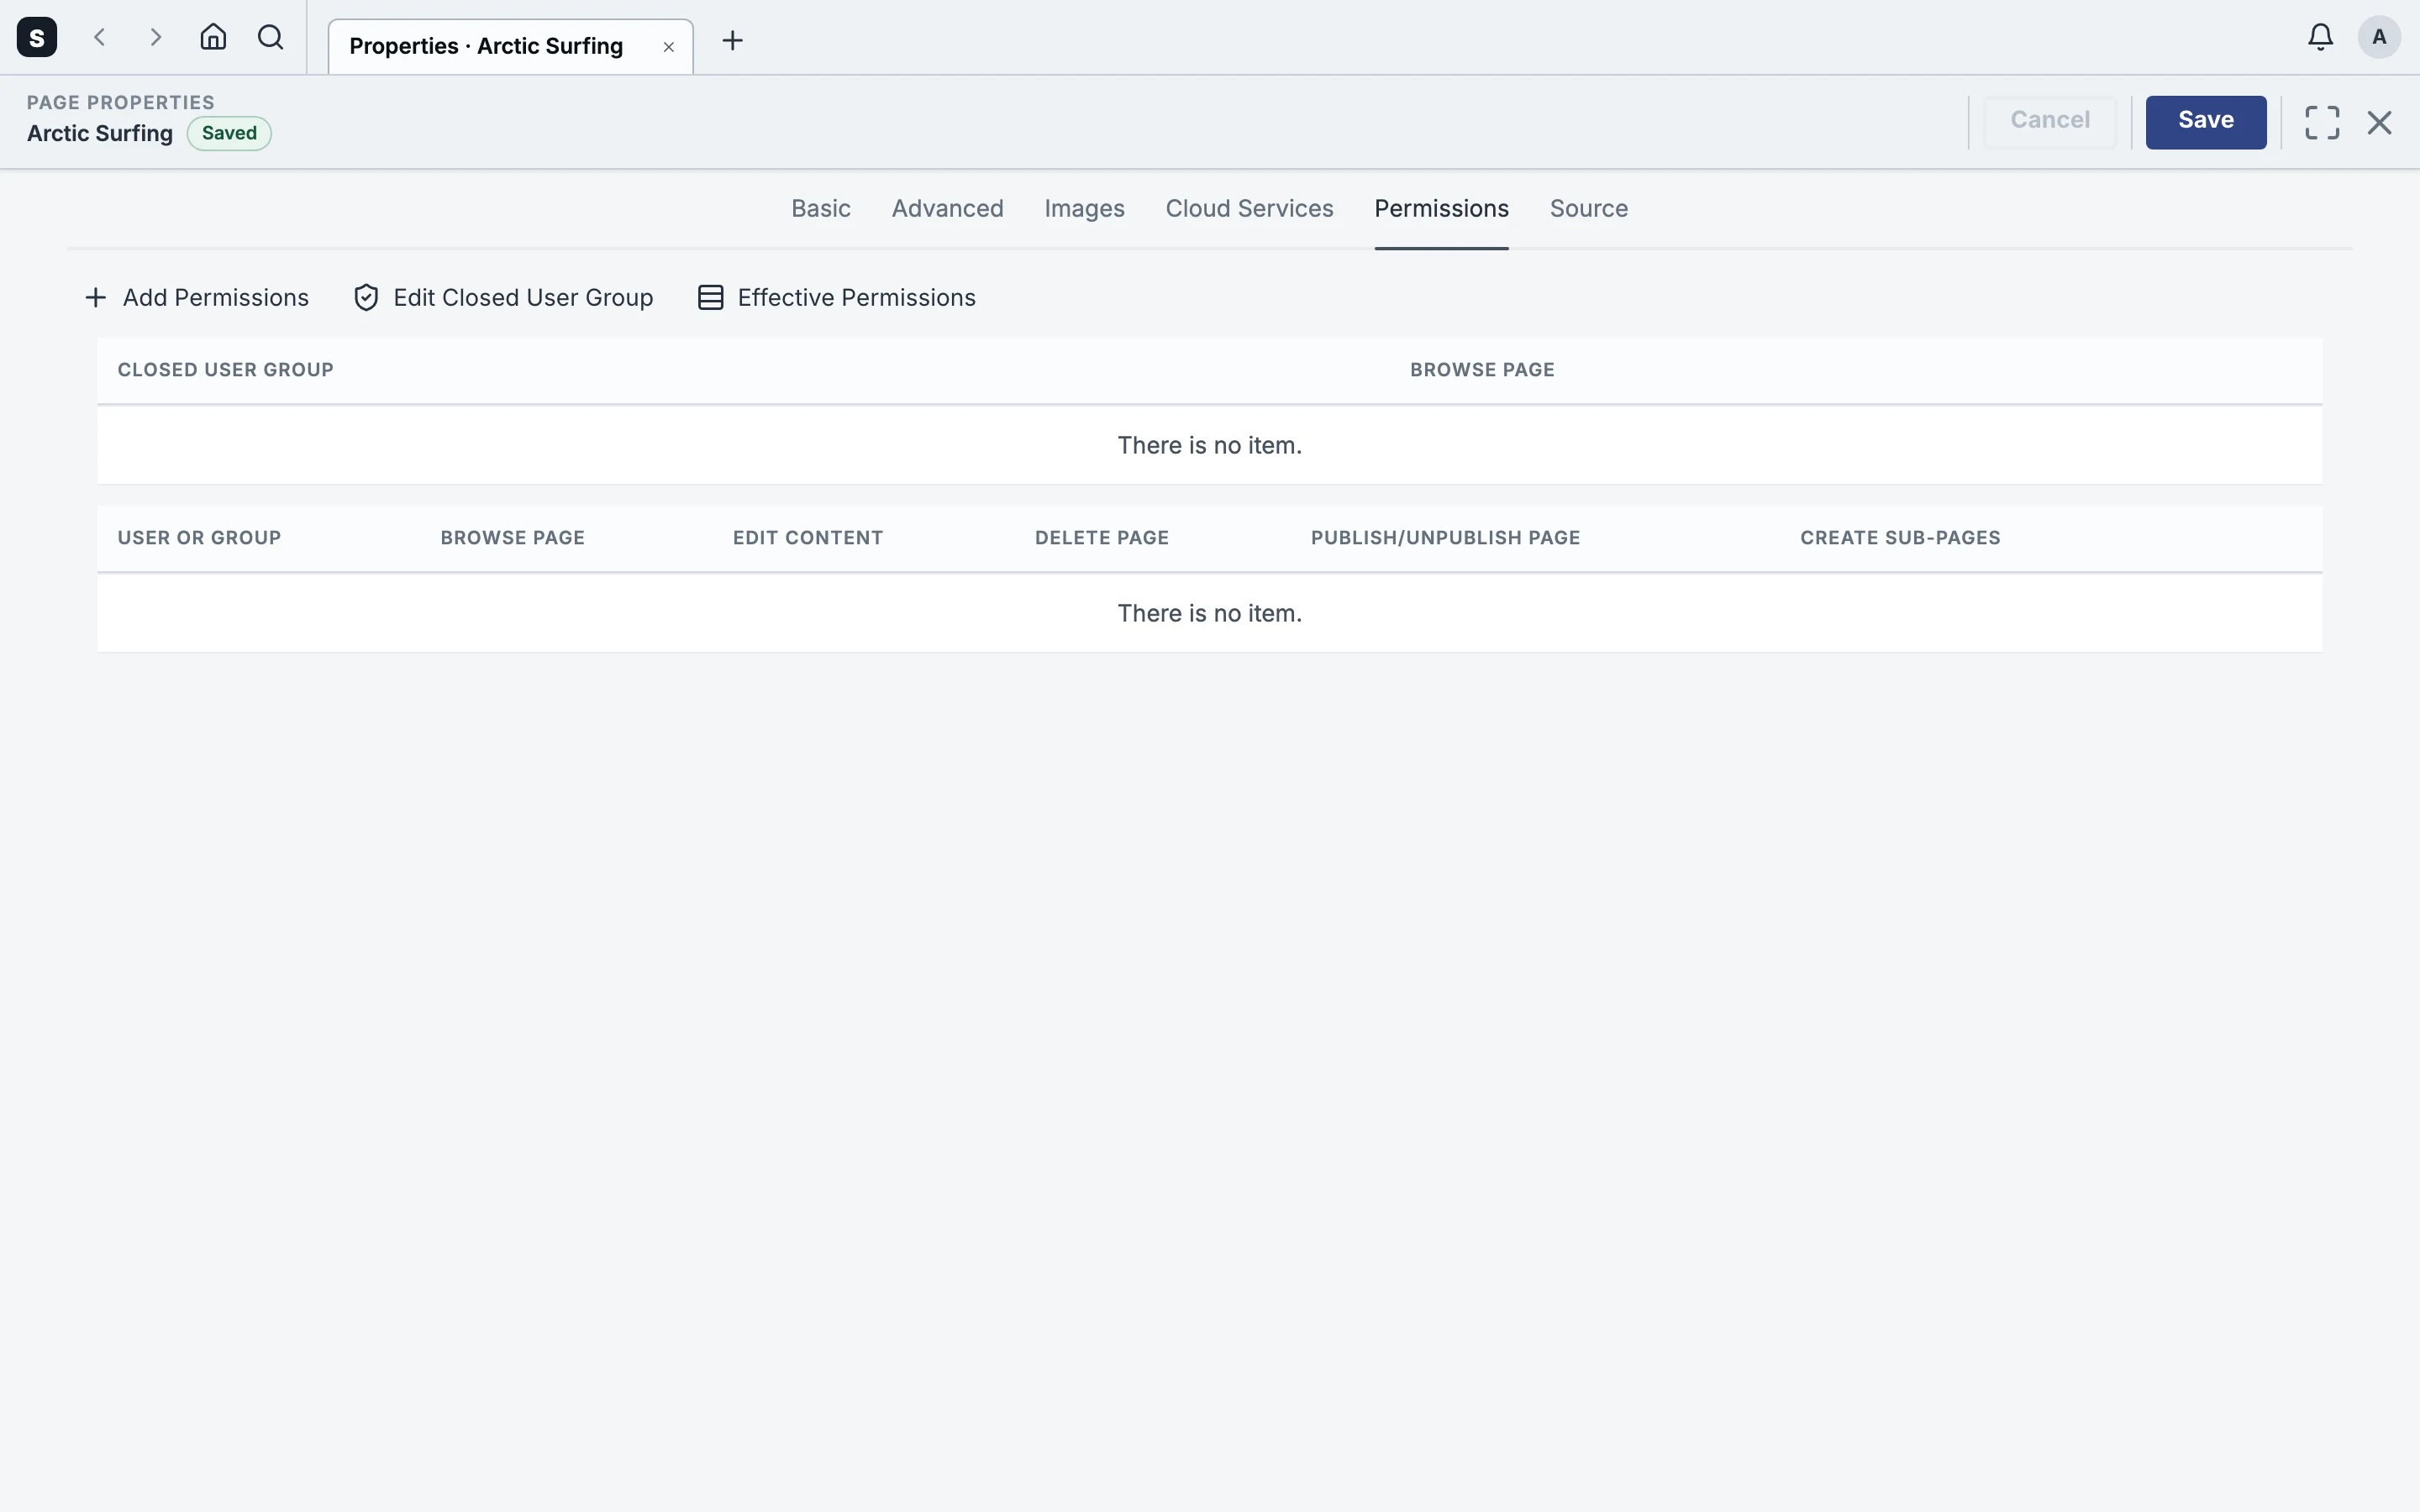 S
Properties · Arctic Surfing
A
PAGE PROPERTIES
Arctic Surfing Saved
Cancel Save
Basic Advanced Images Cloud Services Permissions Source
Add Permissions Edit Closed User Group Effective Permissions
CLOSED USER GROUP BROWSE PAGE
There is no item.
USER OR GROUP BROWSE PAGE EDIT CONTENT DELETE PAGE PUBLISH/UNPUBLISH PAGE CREATE SUB-PAGES
There is no item.